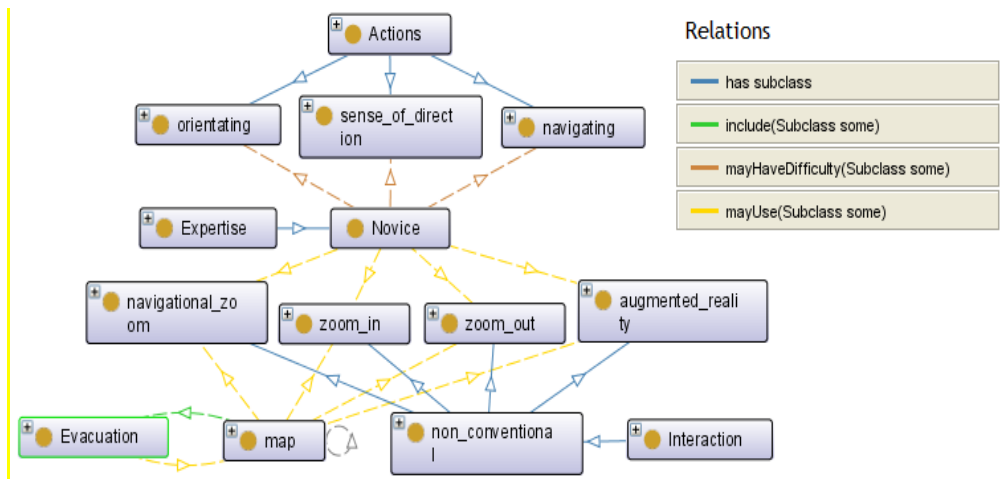 Actions
Relations
has subclass
include(Subclass some)
mayHaveDifficulty(Subclass some)
mayUse(Subclass some)
orientating
sense_of_direct
ion
navigating
Expertise
Novice
navigational_zo
om
zoom_in
zoom_out
augmented_reali
ty
Evacuation
map
non_conventiona
l
Interaction